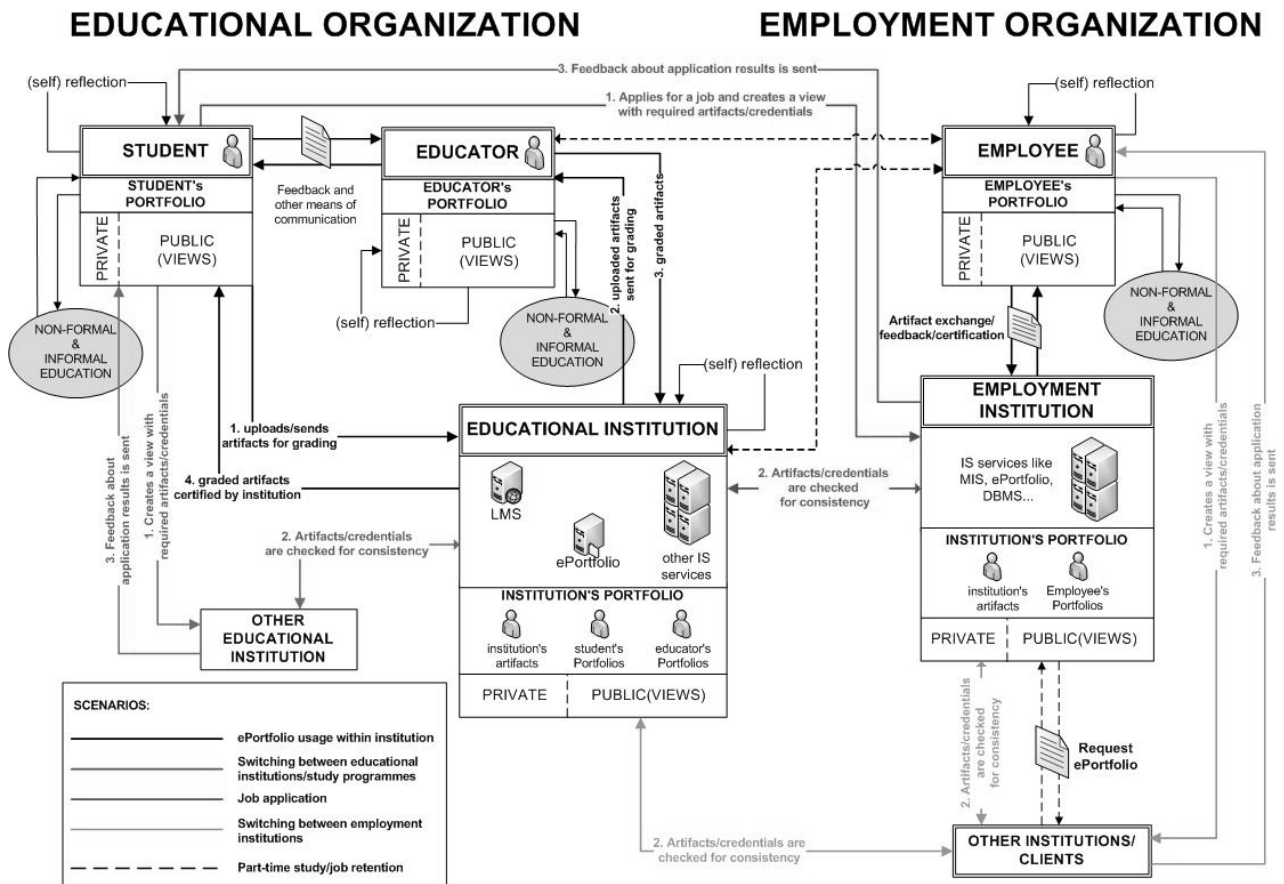 EDUCATIONAL ORGANIZATION
EMPLOYMENT ORGANIZATION
(self) reflection
3. Feedback about application results is sent
1. Applies for a job and creates a view
with required artifacts/credentials
(self) reflection
STUDENT
EDUCATOR
EMPLOYEE
STUDENT's
PORTFOLIO
Feedback and
other means of
communication
EDUCATOR's
PORTFOLIO
EMPLOYEE'S
PORTFOLIO
PRIVATE
PUBLIC
(VIEWS)
PRIVATE
PUBLIC
(VIEWS)
2. uploaded artifacts
sent for grading
3. graded artifacts
PRIVATE
PUBLIC
(VIEWS)
NON-FORMAL
&
INFORMAL
EDUCATION
(self) reflection
NON-FORMAL
&
INFORMAL
EDUCATION
Artifact exchange/
feedback/certification
NON-FORMAL
&
INFORMAL
EDUCATION
(self) reflection
EMPLOYMENT
INSTITUTION
1. uploads/sends
artifacts for grading
EDUCATIONAL INSTITUTION
3. Feedback about
application results is sent
1. Creates a view with
required artifacts/credentials
4. graded artifacts
certified by institution
LMS
ePortfolio
other IS
services
2. Artifacts/credentials
are checked
for consistency
IS services like
MIS, ePortfolio,
DBMS...
1. Creates a view with
required artifacts/credentials
3. Feedback about application
results is sent
2. Artifacts/credentials
are checked for consistency
INSTITUTION'S PORTFOLIO
institution's
artifacts
Employee's
Portfolios
PRIVATE
PUBLIC(VIEWS)
INSTITUTION'S PORTFOLIO
institution's
artifacts
student's
Portfolios
educator's
Portfolios
PRIVATE
PUBLIC(VIEWS)
OTHER
EDUCATIONAL
INSTITUTION
SCENARIOS:
ePortfolio usage within institution
Switching between educational
institutions/study programmes
Job application
Switching between employment
institutions
Part-time study/job retention
2. Artifacts/credentials
are checked
for consistency
Request
ePortfolio
2. Artifacts/credentials are
checked for consistency
OTHER INSTITUTIONS/
CLIENTS